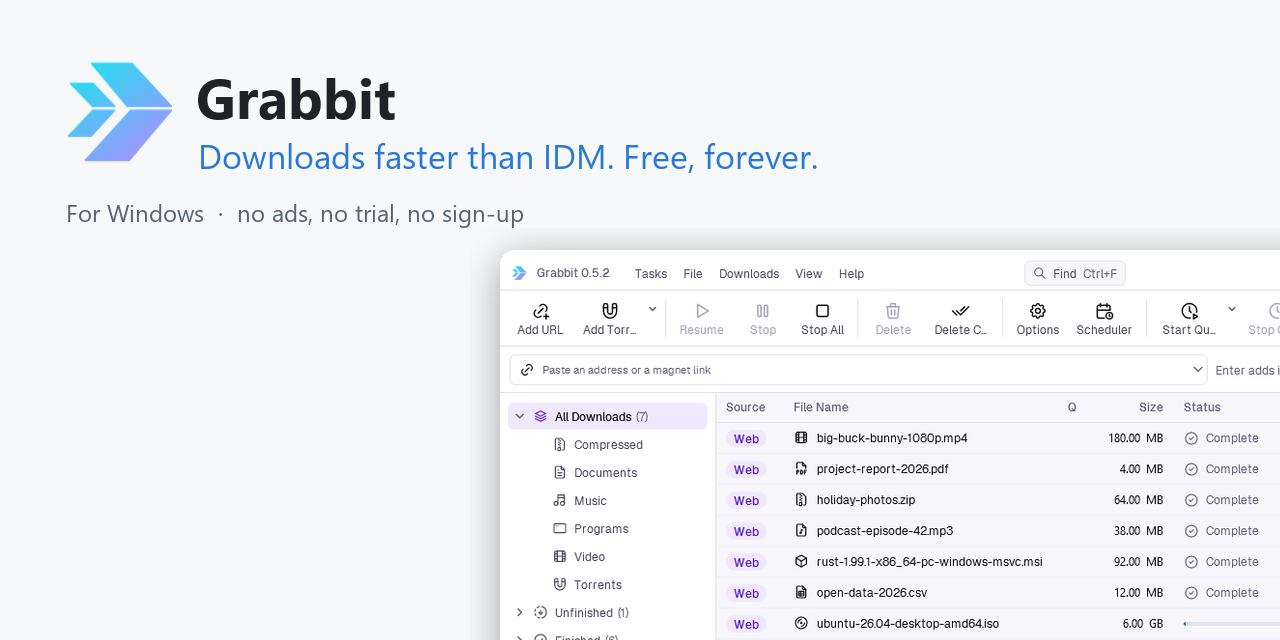 Grabbit
Downloads faster than IDM. Free, forever.
For Windows · no ads, no trial, no sign-up
Grabbit 0.5.2 Tasks File Downloads View Help Find Ctrl+F
Add URL Add Torr... Resume Stop Stop All Delete Delete C... Options Scheduler Start Qu... Stop
Paste an address or a magnet link Enter adds
All Downloads (7)
Compressed
Documents
Music
Programs
Video
Torrents
Unfinished (1)
Finished (6)
Source File Name Q Size Status
Web big-buck-bunny-1080p.mp4 180.00 MB Complete
Web project-report-2026.pdf 4.00 MB Complete
Web holiday-photos.zip 64.00 MB Complete
Web podcast-episode-42.mp3 38.00 MB Complete
Web rust-1.99.1-x86_64-pc-windows-msvc.msi 92.00 MB Complete
Web open-data-2026.csv 12.00 MB Complete
Web ubuntu-26.04-desktop-amd64.iso 6.00 GB